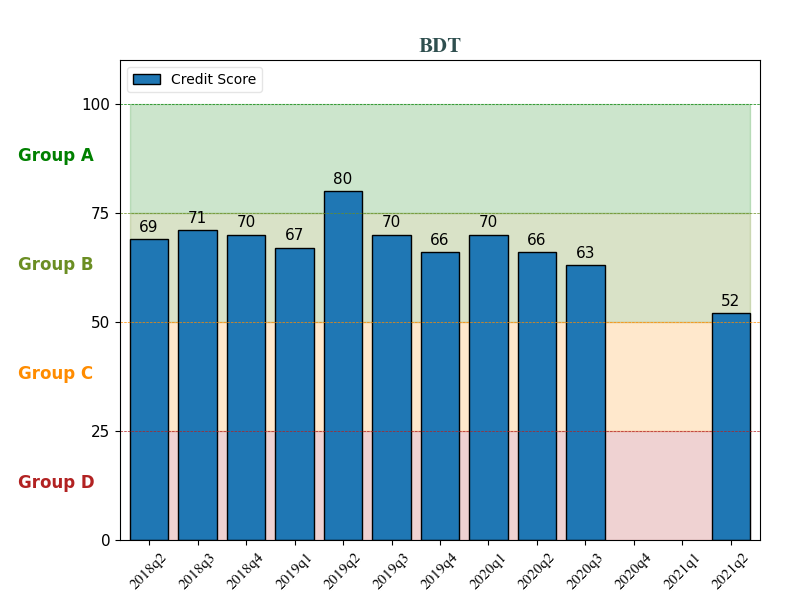 BDT
Credit Score
100
Group A
80
75
71
69
70
67
70
66
70
66
63
Group B
52
50
Group C
25
Group D
0
2018q2
2018q3
2018q4
2019q1
2019q2
2019q3
2019q4
2020q1
2020q2
2020q3
2020q4
2021q1
2021q2